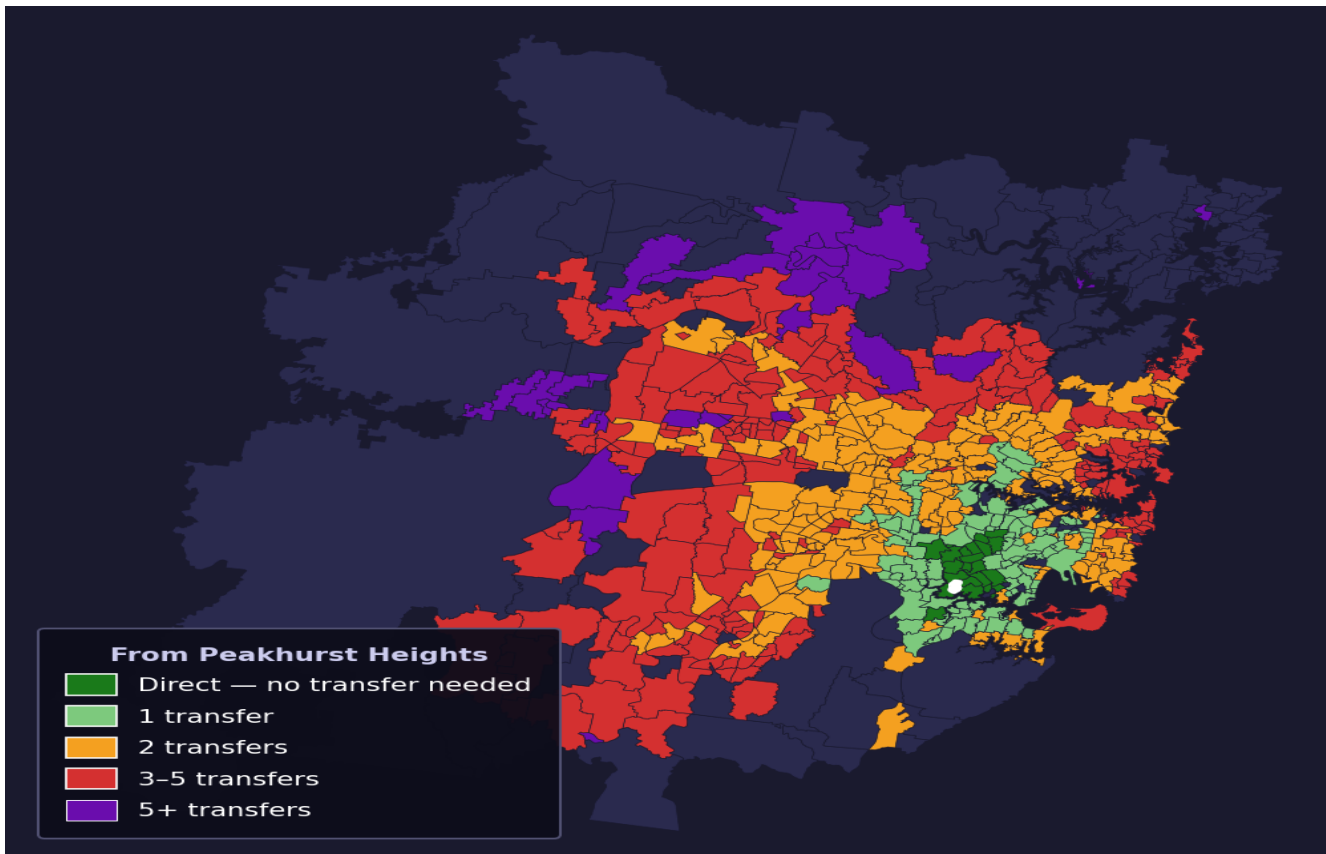 From Peakhurst Heights
Direct — no transfer needed
1 transfer
2 transfers
3–5 transfers
5+ transfers